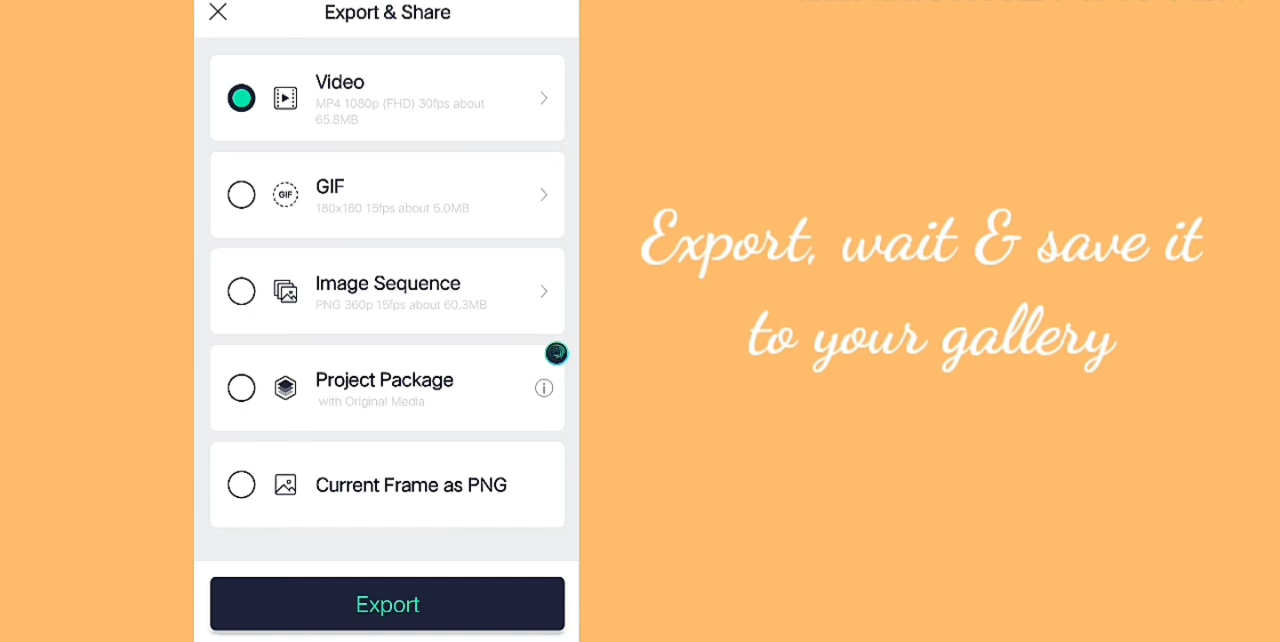 Export & Share
Video
MP4 1080p (FHD) 30fps about
65.8MB
GIF
GIF
180x180 15fps about 5.0MB
Image Sequence
PNG 360p 15fps about 60.3MB
Project Package
with Original Media
Current Frame as PNG
Export
Export, wait & save it
to your gallery